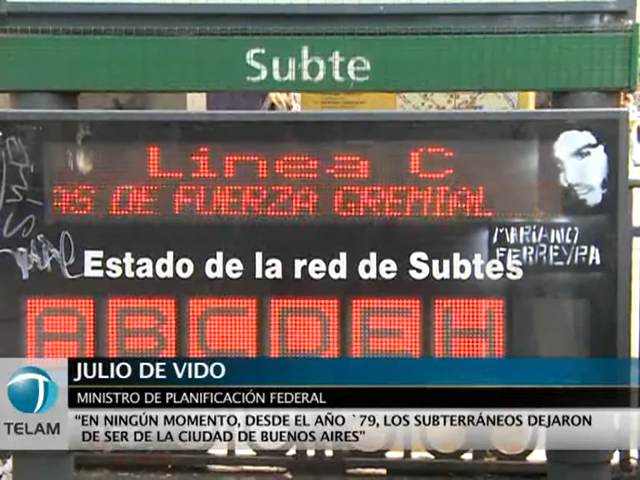 Subte
Linea C
AS DE FUERZA GREMIAL
MARIANO
FERREYRA
Estado de la red de Subtes
A B C D E H
JULIO DE VIDO
MINISTRO DE PLANIFICACIÓN FEDERAL
"EN NINGÚN MOMENTO, DESDE EL AÑO `79, LOS SUBTERRÁNEOS DEJARON
DE SER DE LA CIUDAD DE BUENOS AIRES"
TELAM